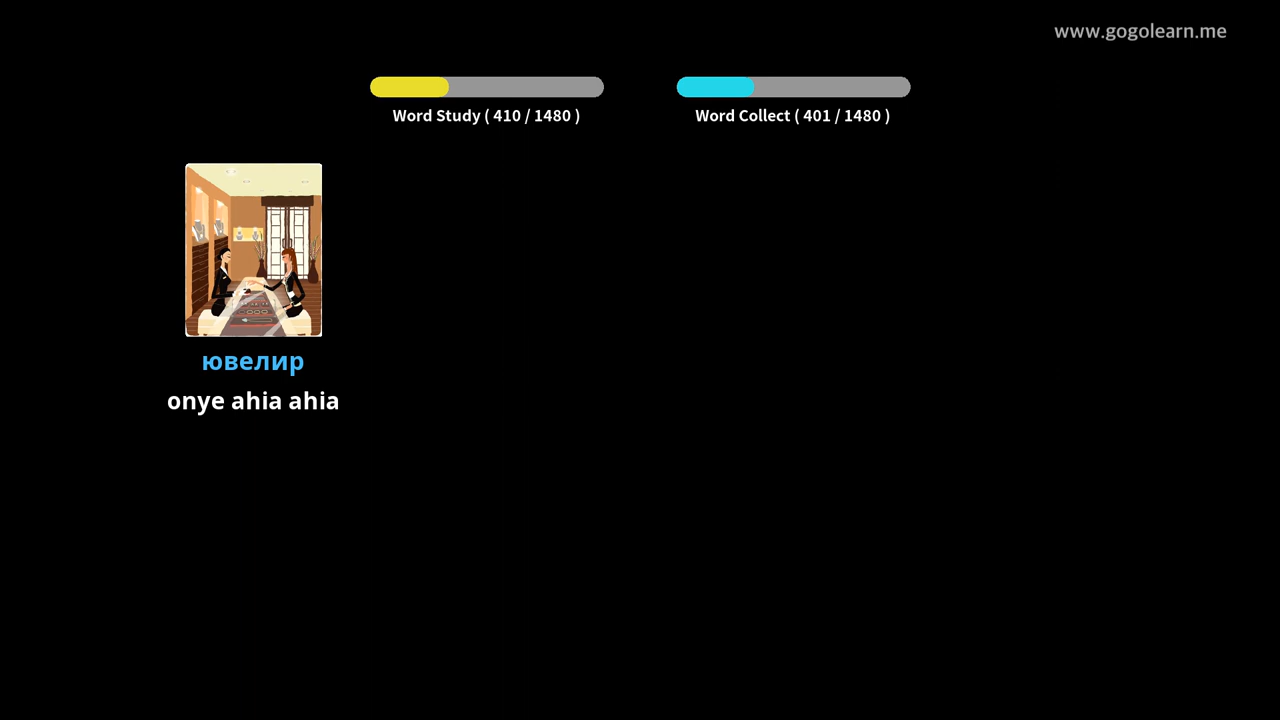 www.gogolearn.me
Word Study ( 410 / 1480 )
Word Collect ( 401 / 1480 )
ювелир
onye ahia ahia